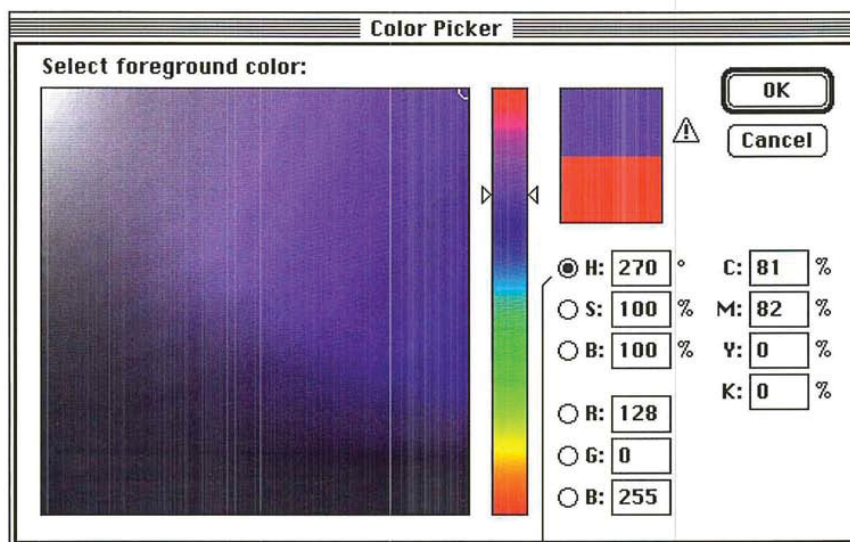 Color Picker
Select foreground color:
OK
Cancel
H: 270 °
S: 100 %
B: 100 %
R: 128
G: 0
B: 255
C: 81 %
M: 82 %
Y: 0 %
K: 0 %